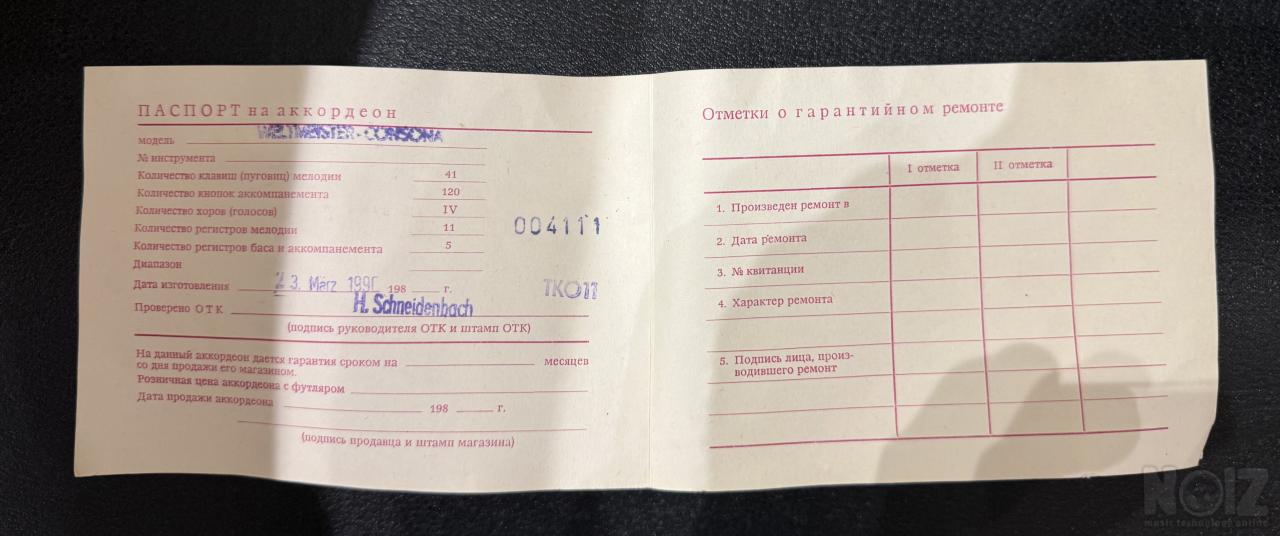 ПАСПОРТ на аккордеон
модель WELTMEISTER-CONSONA
№ инструмента
Количество клавиш (пуговиц) мелодии 41
Количество кнопок аккомпанемента 120
Количество хоров (голосов) IV
Количество регистров мелодии 11
004111
Количество регистров баса и аккомпанемента 5
Диапазон
Дата изготовления 23. März 1990 198 г.
TKO11
Проверено ОТК H. Schneidenbach
(подпись руководителя ОТК и штамп ОТК)
На данный аккордеон дается гарантия сроком на месяцев
со дня продажи его магазином.
Розничная цена аккордеона с футляром
Дата продажи аккордеона 198 г.
(подпись продавца и штамп магазина)
Отметки о гарантийном ремонте
I отметка II отметка
1. Произведен ремонт в
2. Дата ремонта
3. № квитанции
4. Характер ремонта
5. Подпись лица, произ-
водившего ремонт
NOIZ
music technology online